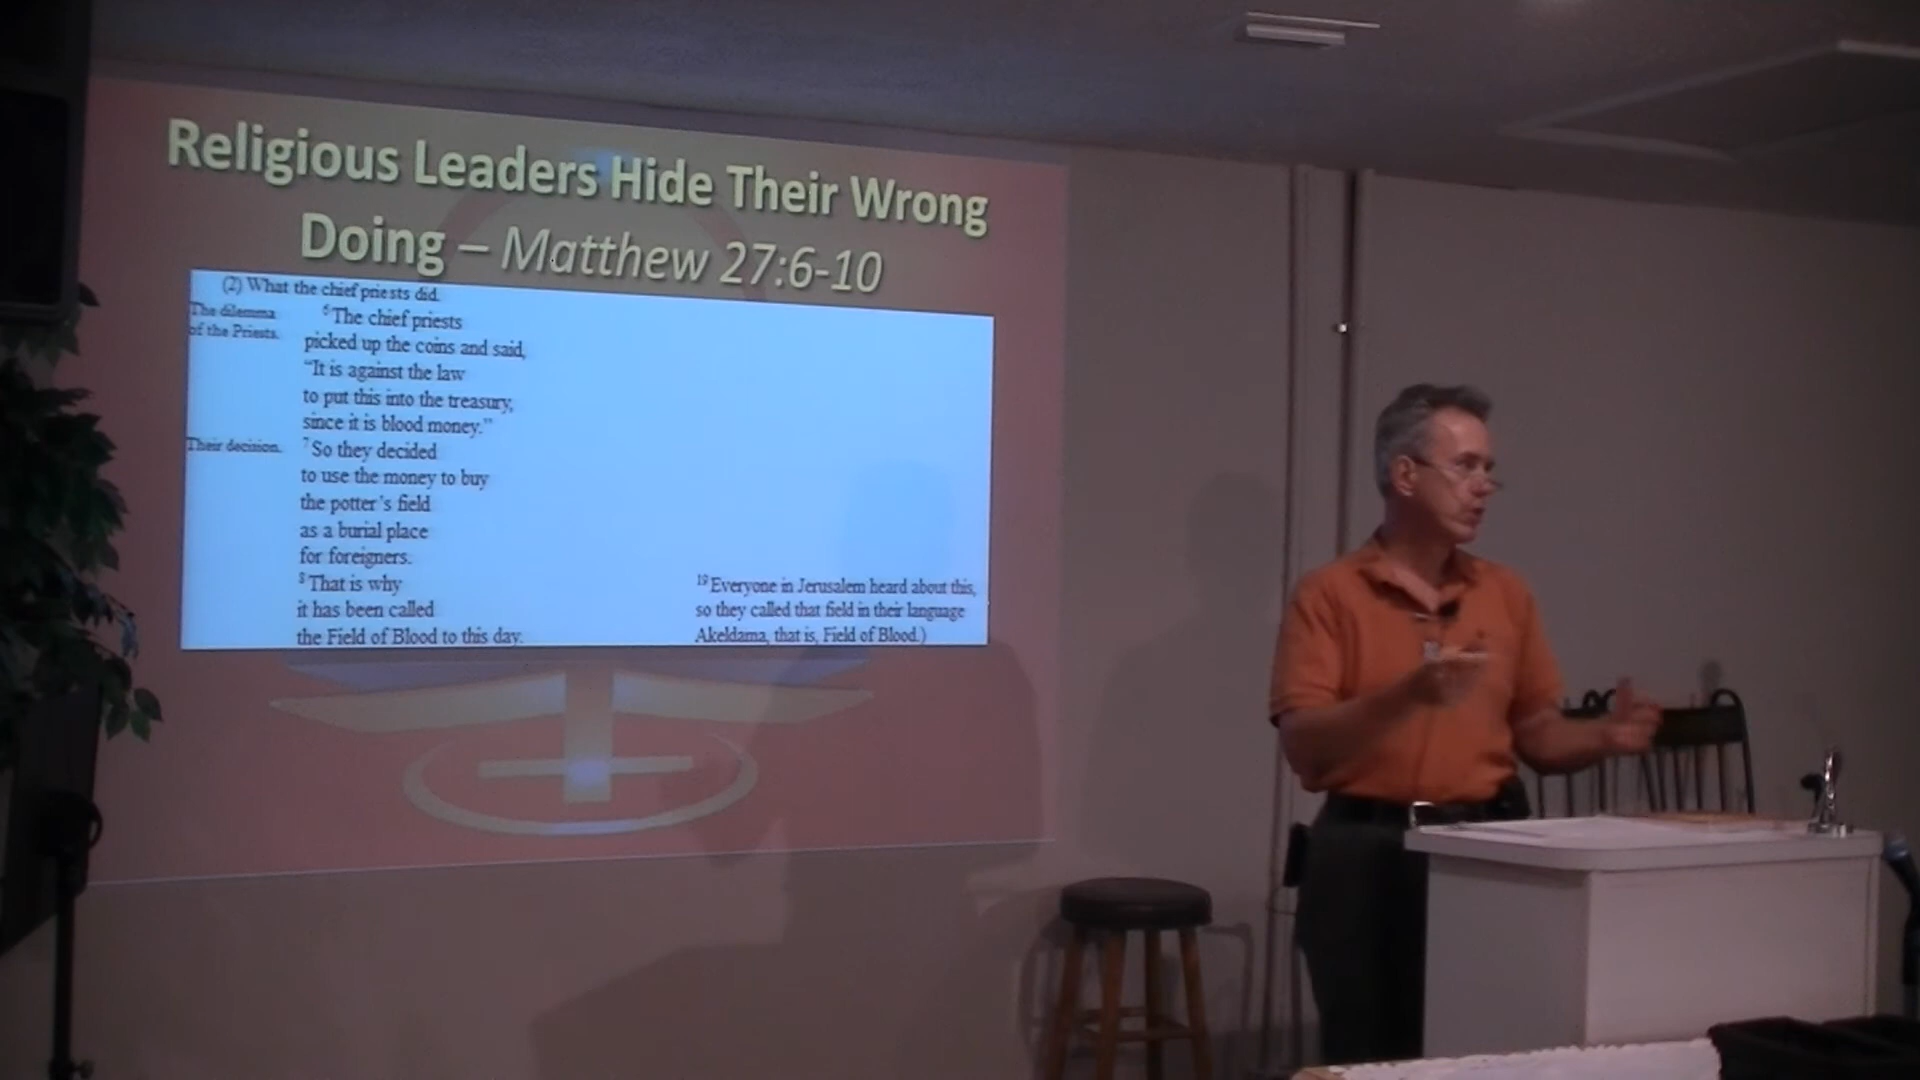 Religious Leaders Hide Their Wrong
Doing – Matthew 27:6-10
(2) What the chief priests did.
The dilemma
of the Priests.
6 The chief priests
picked up the coins and said,
“It is against the law
to put this into the treasury,
since it is blood money.”
Their decision.
7 So they decided
to use the money to buy
the potter’s field
as a burial place
for foreigners.
8 That is why
it has been called
the Field of Blood to this day.
19 Everyone in Jerusalem heard about this,
so they called that field in their language
Akeldama, that is, Field of Blood.)